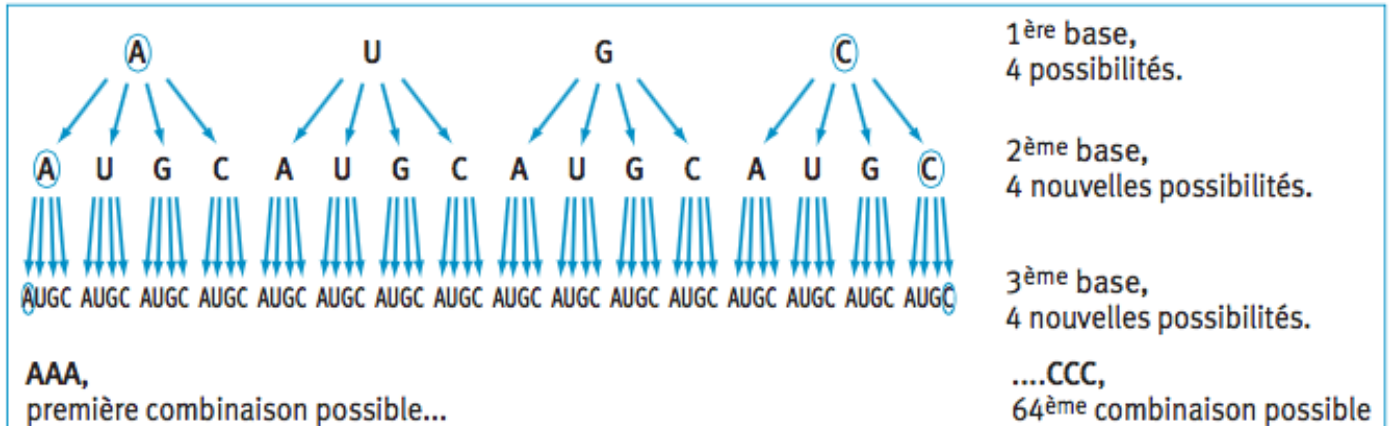 A U G C
1ère base,
4 possibilités.
A U G C A U G C A U G C A U G C
2ème base,
4 nouvelles possibilités.
AUGC AUGC AUGC AUGC AUGC AUGC AUGC AUGC AUGC AUGC AUGC AUGC AUGC AUGC AUGC AUGC
3ème base,
4 nouvelles possibilités.
AAA,
première combinaison possible...
....CCC,
64ème combinaison possible